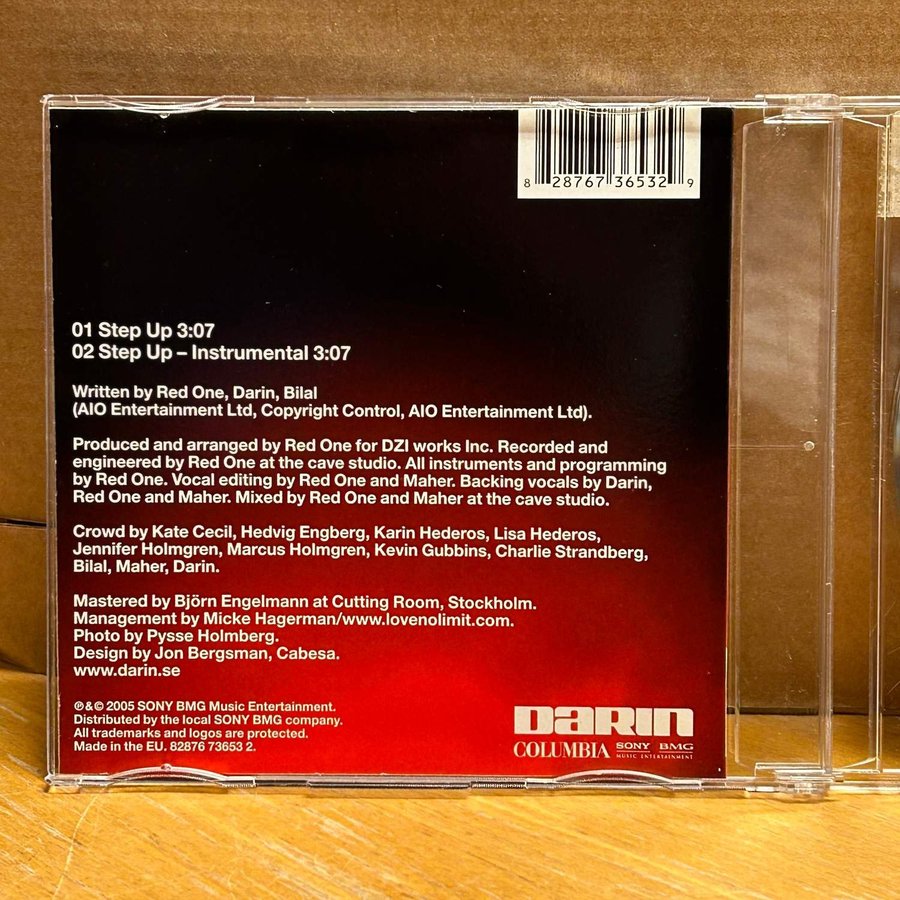 8 28767 36532 9
01 Step Up 3:07
02 Step Up – Instrumental 3:07
Written by Red One, Darin, Bilal
(AIO Entertainment Ltd, Copyright Control, AIO Entertainment Ltd).
Produced and arranged by Red One for DZI works Inc. Recorded and
engineered by Red One at the cave studio. All instruments and programming
by Red One. Vocal editing by Red One and Maher. Backing vocals by Darin,
Red One and Maher. Mixed by Red One and Maher at the cave studio.
Crowd by Kate Cecil, Hedvig Engberg, Karin Hederos, Lisa Hederos,
Jennifer Holmgren, Marcus Holmgren, Kevin Gubbins, Charlie Strandberg,
Bilal, Maher, Darin.
Mastered by Björn Engelmann at Cutting Room, Stockholm.
Management by Micke Hagerman/www.lovenolimit.com.
Photo by Pysse Holmberg.
Design by Jon Bergsman, Cabesa.
www.darin.se
℗&© 2005 SONY BMG Music Entertainment.
Distributed by the local SONY BMG company.
All trademarks and logos are protected.
Made in the EU. 82876 73653 2.
DARIN
COLUMBIA SONY BMG
MUSIC ENTERTAINMENT